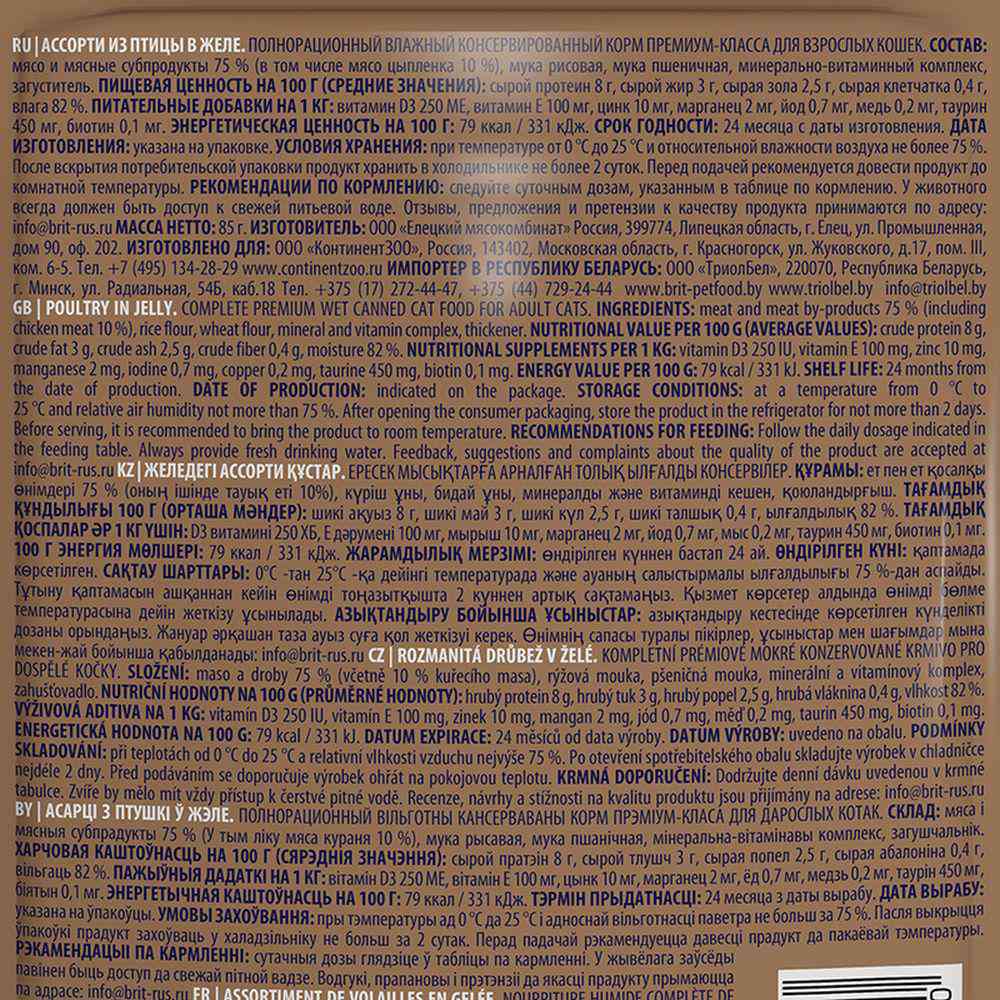 RU | АССОРТИ ИЗ ПТИЦЫ В ЖЕЛЕ. ПОЛНОРАЦИОННЫЙ ВЛАЖНЫЙ КОНСЕРВИРОВАННЫЙ КОРМ ПРЕМИУМ-КЛАССА ДЛЯ ВЗРОСЛЫХ КОШЕК. СОСТАВ:
мясо и мясные субпродукты 75 % (в том числе мясо цыпленка 10 %), мука рисовая, мука пшеничная, минерально-витаминный комплекс,
загуститель. ПИЩЕВАЯ ЦЕННОСТЬ НА 100 Г (СРЕДНИЕ ЗНАЧЕНИЯ): сырой протеин 8 г, сырой жир 3 г, сырая зола 2,5 г, сырая клетчатка 0,4 г,
влага 82 %. ПИТАТЕЛЬНЫЕ ДОБАВКИ НА 1 КГ: витамин D3 250 МЕ, витамин Е 100 мг, цинк 10 мг, марганец 2 мг, йод 0,7 мг, медь 0,2 мг, таурин
450 мг, биотин 0,1 мг. ЭНЕРГЕТИЧЕСКАЯ ЦЕННОСТЬ НА 100 Г: 79 ккал / 331 кДж. СРОК ГОДНОСТИ: 24 месяца с даты изготовления. ДАТА
ИЗГОТОВЛЕНИЯ: указана на упаковке. УСЛОВИЯ ХРАНЕНИЯ: при температуре от 0 °С до 25 °С и относительной влажности воздуха не более 75 %.
После вскрытия потребительской упаковки продукт хранить в холодильнике не более 2 суток. Перед подачей рекомендуется довести продукт до
комнатной температуры. РЕКОМЕНДАЦИИ ПО КОРМЛЕНИЮ: следуйте суточным дозам, указанным в таблице по кормлению. У животного
всегда должен быть доступ к свежей питьевой воде. Отзывы, предложения и претензии к качеству продукта принимаются по адресу:
info@brit-rus.ru МАССА НЕТТО: 85 г. ИЗГОТОВИТЕЛЬ: ООО «Елецкий мясокомбинат» Россия, 399774, Липецкая область, г. Елец, ул. Промышленная,
дом 90, оф. 202. ИЗГОТОВЛЕНО ДЛЯ: ООО «КонтинентЗОО», Россия, 143402, Московская область, г. Красногорск, ул. Жуковского, д.17, пом. III,
ком. 6-5. Тел. +7 (495) 134-28-29 www.continentzoo.ru ИМПОРТЕР В РЕСПУБЛИКУ БЕЛАРУСЬ: ООО «ТриолБел», 220070, Республика Беларусь,
г. Минск, ул. Радиальная, 54Б, каб.18 Тел. +375 (17) 272-44-47, +375 (44) 729-24-44 www.brit-petfood.by www.triolbel.by info@triolbel.by
GB | POULTRY IN JELLY. COMPLETE PREMIUM WET CANNED CAT FOOD FOR ADULT CATS. INGREDIENTS: meat and meat by-products 75 % (including
chicken meat 10 %), rice flour, wheat flour, mineral and vitamin complex, thickener. NUTRITIONAL VALUE PER 100 G (AVERAGE VALUES): crude protein 8 g,
crude fat 3 g, crude ash 2,5 g, crude fiber 0,4 g, moisture 82 %. NUTRITIONAL SUPPLEMENTS PER 1 KG: vitamin D3 250 IU, vitamin E 100 mg, zinc 10 mg,
manganese 2 mg, iodine 0,7 mg, copper 0,2 mg, taurine 450 mg, biotin 0,1 mg. ENERGY VALUE PER 100 G: 79 kcal / 331 kJ. SHELF LIFE: 24 months from
the date of production. DATE OF PRODUCTION: indicated on the package. STORAGE CONDITIONS: at a temperature from 0 °C to
25 °C and relative air humidity not more than 75 %. After opening the consumer packaging, store the product in the refrigerator for not more than 2 days.
Before serving, it is recommended to bring the product to room temperature. RECOMMENDATIONS FOR FEEDING: Follow the daily dosage indicated in
the feeding table. Always provide fresh drinking water. Feedback, suggestions and complaints about the quality of the product are accepted at
info@brit-rus.ru KZ | ЖЕЛЕДЕГІ АССОРТИ ҚҰСТАР. ЕРЕСЕК МЫСЫҚТАРҒА АРНАЛҒАН ТОЛЫҚ ЫЛҒАЛДЫ КОНСЕРВІЛЕР. ҚҰРАМЫ: ет пен ет қосалқы
өнімдері 75 % (оның ішінде тауық еті 10%), күріш ұны, бидай ұны, минералды және витаминді кешен, қоюландырғыш. ТАҒАМДЫҚ
ҚҰНДЫЛЫҒЫ 100 Г (ОРТАША МӘНДЕР): шикі ақуыз 8 г, шикі май 3 г, шикі күл 2,5 г, шикі талшық 0,4 г, ылғалдылық 82 %. ТАҒАМДЫҚ
ҚОСПАЛАР ӘР 1 КГ ҮШІН: D3 витамині 250 ХБ, Е дәрумені 100 мг, мырыш 10 мг, марганец 2 мг, йод 0,7 мг, мыс 0,2 мг, таурин 450 мг, биотин 0,1 мг.
100 Г ЭНЕРГИЯ МӨЛШЕРІ: 79 ккал / 331 кДж. ЖАРАМДЫЛЫҚ МЕРЗІМІ: өндірілген күннен бастап 24 ай. ӨНДІРІЛГЕН КҮНІ: қаптамада
көрсетілген. САҚТАУ ШАРТТАРЫ: 0°С -тан 25°С -қа дейінгі температурада және ауаның салыстырмалы ылғалдылығы 75 %-дан аспайды.
Тұтыну қаптамасын ашқаннан кейін өнімді тоңазытқышта 2 күннен артық сақтамаңыз. Қызмет көрсетер алдында өнімді бөлме
температурасына дейін жеткізу ұсынылады. АЗЫҚТАНДЫРУ БОЙЫНША ҰСЫНЫСТАР: азықтандыру кестесінде көрсетілген күнделікті
дозаны орындаңыз. Жануар әрқашан таза ауыз суға қол жеткізуі керек. Өнімнің сапасы туралы пікірлер, ұсыныстар мен шағымдар мына
мекен-жай бойынша қабылданады: info@brit-rus.ru CZ | ROZMANITÁ DRŮBEŽ V ŽELÉ. KOMPLETNÍ PRÉMIOVÉ MOKRÉ KONZERVOVANÉ KRMIVO PRO
DOSPĚLÉ KOČKY. SLOŽENÍ: maso a droby 75 % (včetně 10 % kuřecího masa), rýžová mouka, pšeničná mouka, minerální a vitamínový komplex,
zahušťovadlo. NUTRIČNÍ HODNOTY NA 100 G (PRŮMĚRNÉ HODNOTY): hrubý protein 8 g, hrubý tuk 3 g, hrubý popel 2,5 g, hrubá vláknina 0,4 g, vlhkost 82 %.
VÝŽIVOVÁ ADITIVA NA 1 KG: vitamín D3 250 IU, vitamín E 100 mg, zinek 10 mg, mangan 2 mg, jód 0,7 mg, měď 0,2 mg, taurin 450 mg, biotin 0,1 mg.
ENERGETICKÁ HODNOTA NA 100 G: 79 kcal / 331 kJ. DATUM EXPIRACE: 24 měsíců od data výroby. DATUM VÝROBY: uvedeno na obalu. PODMÍNKY
SKLADOVÁNÍ: při teplotách od 0 °C do 25 °C a relativní vlhkosti vzduchu nejvýše 75 %. Po otevření spotřebitelského obalu skladujte výrobek v chladničce
nejdéle 2 dny. Před podáváním se doporučuje výrobek ohřát na pokojovou teplotu. KRMNÁ DOPORUČENÍ: Dodržujte denní dávku uvedenou v krmné
tabulce. Zvíře by mělo mít vždy přístup k čerstvé pitné vodě. Recenze, návrhy a stížnosti na kvalitu produktu jsou přijímány na adrese: info@brit-rus.ru
BY | АСАРЦІ З ПТУШКІ Ў ЖЭЛЕ. ПОЛНОРАЦИОННЫЙ ВІЛЬГОТНЫ КАНСЕРВАВАНЫ КОРМ ПРЭМІУМ-КЛАСА ДЛЯ ДАРОСЛЫХ КОТАК. СКЛАД: мяса і
мясныя субпрадукты 75 % (У тым ліку мяса кураня 10 %), мука рысавая, мука пшанічная, мінеральна-вітамінавы комплекс, загушчальнік.
ХАРЧОВАЯ КАШТОЎНАСЦЬ НА 100 Г (СЯРЭДНІЯ ЗНАЧЭННЯ): сырой пратэін 8 г, сырой тлушч 3 г, сырая попел 2,5 г, сырая абалоніна 0,4 г,
вільгаць 82 %. ПАЖЫЎНЫЯ ДАДАТКІ НА 1 КГ: вітамін D3 250 МЕ, вітамін Е 100 мг, цынк 10 мг, марганец 2 мг, ёд 0,7 мг, медзь 0,2 мг, таурін 450 мг,
біятын 0,1 мг. ЭНЕРГЕТЫЧНАЯ КАШТОЎНАСЦЬ НА 100 Г: 79 ккал / 331 кДж. ТЭРМІН ПРЫДАТНАСЦІ: 24 месяца з даты вырабу. ДАТА ВЫРАБУ:
указана на ўпакоўцы. УМОВЫ ЗАХОЎВАННЯ: пры тэмпературы ад 0 °С да 25 °С і адноснай вільготнасці паветра не больш за 75 %. Пасля выкрыцця
ўпакоўкі прадукт захоўваць у халадзільніку не больш за 2 сутак. Перад падачай рэкамендуецца давесці прадукт да пакаёвай тэмпературы.
РЭКАМЕНДАЦЫІ ПА КАРМЛЕННІ: сутачныя дозы глядзіце ў табліцы па кармленні. У жывёлага заўсёды
павінен быць доступ да свежай пітной вадзе. Водгукі, прапановы і прэтэнзіі да якасці прадукту прымаюцца
па адрасе: info@brit-rus.ru FR | ASSORTIMENT DE VOLAILLES EN GELÉE. NOURRITURE HUMIDE COMPLÈTE DE